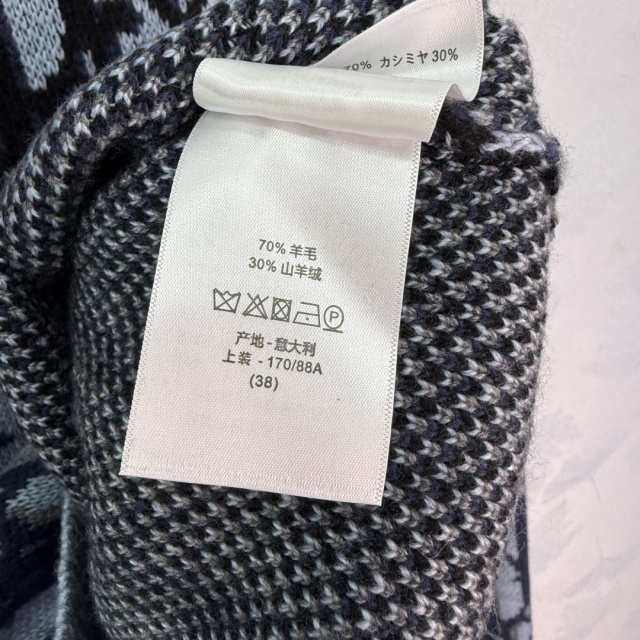 カシミヤ 30%
70% 羊毛
30% 山羊绒
P
产地-意大利
上装 - 170/88A
(38)